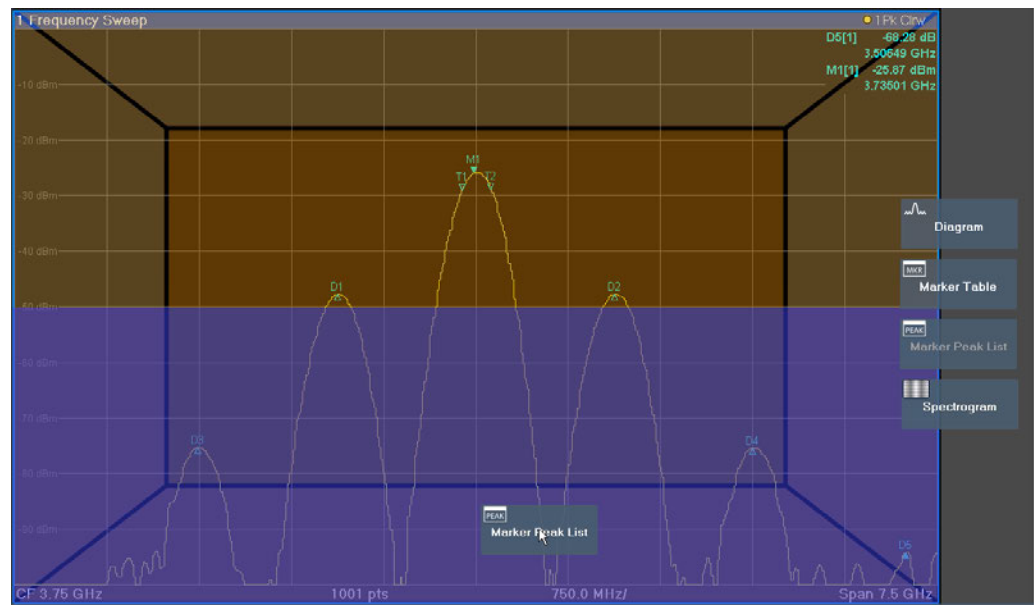 1 Frequency Sweep
1Pk Clrw
D5[1] -68.28 dB
3.50649 GHz
M1[1] -25.87 dBm
3.73501 GHz
-10 dBm
-20 dBm
M1
T1 T2
-30 dBm
Diagram
-40 dBm
MKR
Marker Table
D1 D2
-50 dBm
PEAK
Marker Peak List
-60 dBm
Spectrogram
-70 dBm
D3 D4
-80 dBm
PEAK
Marker Peak List
-90 dBm
D5
CF 3.75 GHz 1001 pts 750.0 MHz/ Span 7.5 GHz